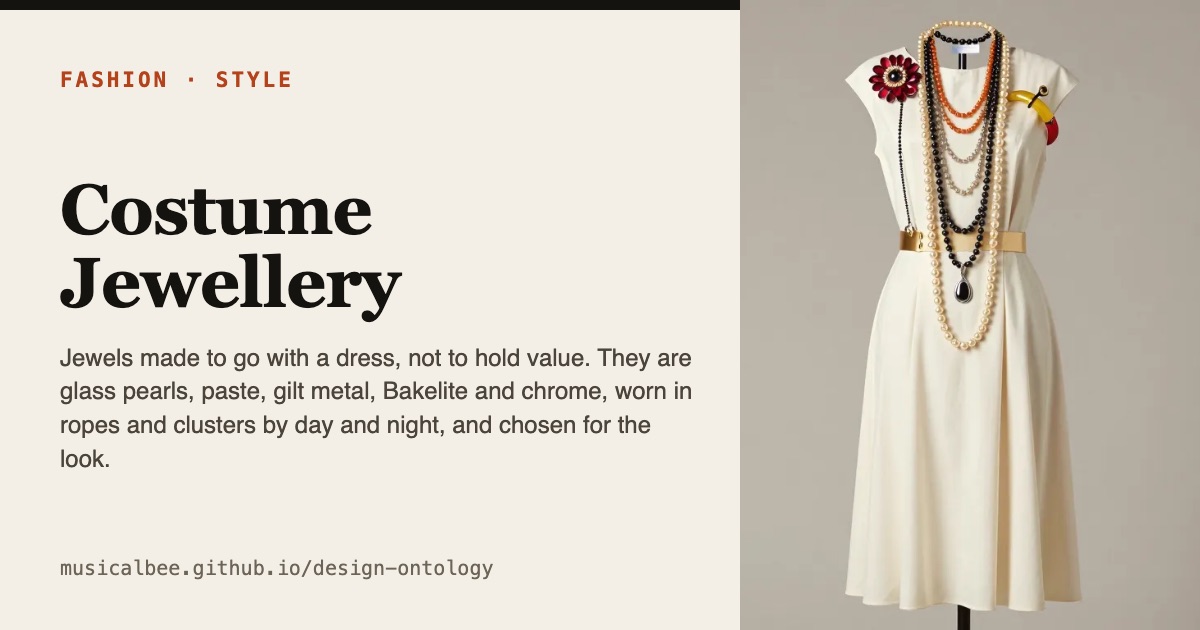 FASHION · STYLE
Costume
Jewellery
Jewels made to go with a dress, not to hold value. They are
glass pearls, paste, gilt metal, Bakelite and chrome, worn in
ropes and clusters by day and night, and chosen for the
look.
musicalbee.github.io/design-ontology